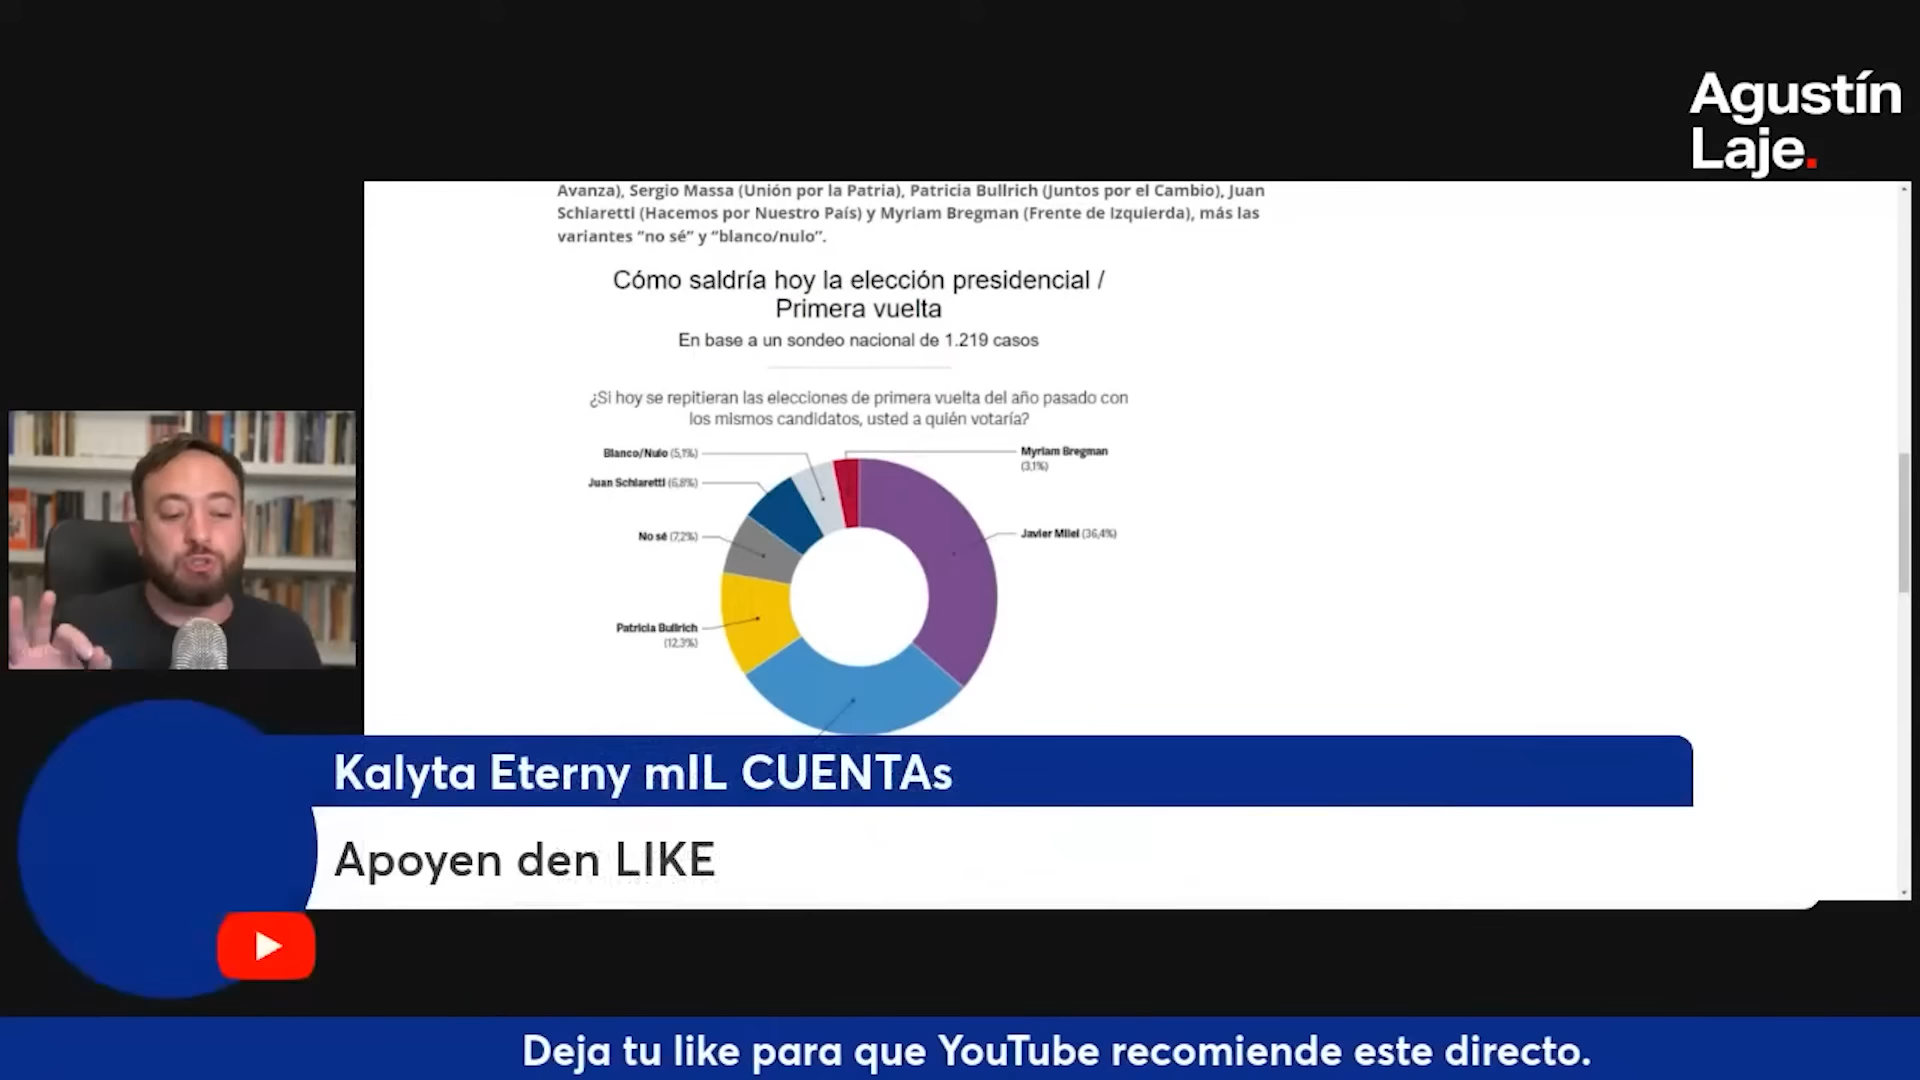 Agustín
Laje.
Avanza), Sergio Massa (Unión por la Patria), Patricia Bullrich (Juntos por el Cambio), Juan
Schiaretti (Hacemos por Nuestro País) y Myriam Bregman (Frente de Izquierda), más las
variantes “no sé” y “blanco/nulo”.
Cómo saldría hoy la elección presidencial /
Primera vuelta
En base a un sondeo nacional de 1.219 casos
¿Si hoy se repitieran las elecciones de primera vuelta del año pasado con
los mismos candidatos, usted a quién votaría?
Blanco/Nulo (5,1%)
Myriam Bregman
(3,1%)
Juan Schiaretti (6,8%)
No sé (7,2%)
Javier Milei (36,4%)
Patricia Bullrich
(12,3%)
Kalyta Eterny mIL CUENTAs
Apoyen den LIKE
Deja tu like para que YouTube recomiende este directo.